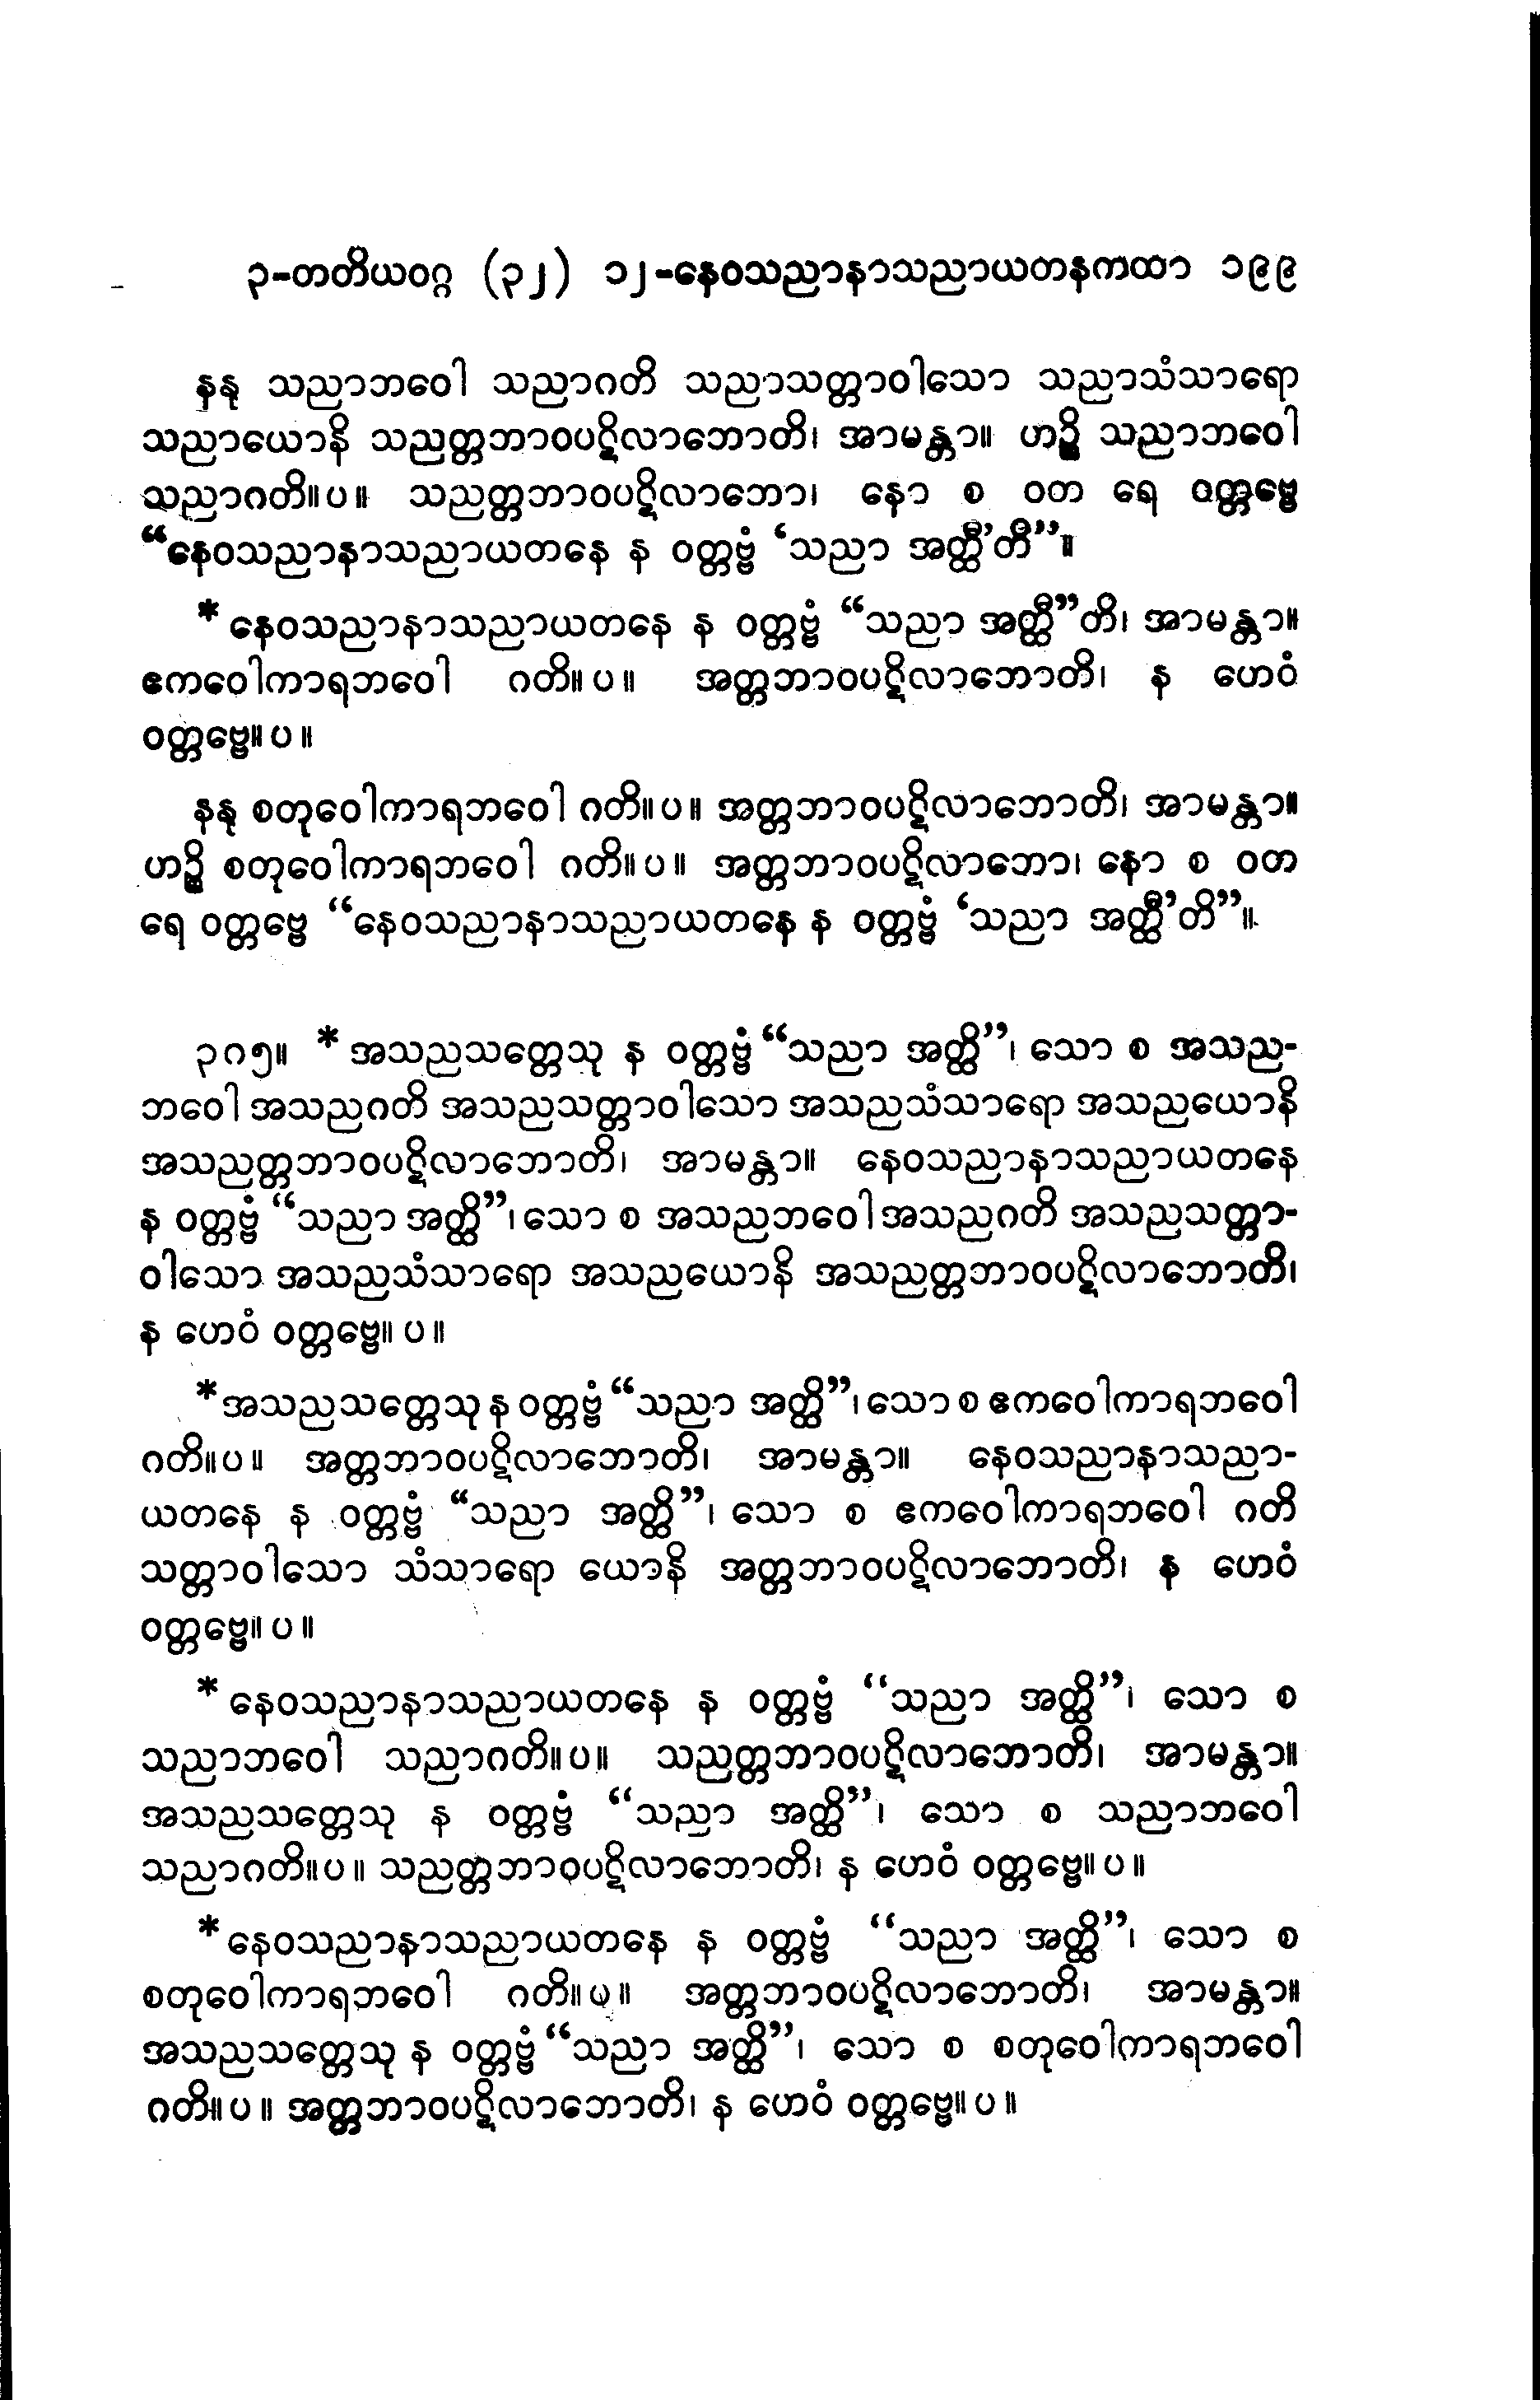 ၃-တတိယဝဂ္ဂ (၃၂) ၁၂-နေဝသညာနာသညာယတနကထာ ၁၉၉
နနု သညာဘဝေါ သညာဂတိ သညာသတ္တာဝါသော သညာသံသာရော
သညာယောနိ သညတ္တဘာဝပဋိလာဘောတိ၊ အာမန္တာ။ ဟဉ္စိ သညာဘဝေါ
သညာဂတိ။ပ။ သညတ္တဘာဝပဋိလာဘော၊ နော စ ဝတ ရေ ဝတ္တဗ္ဗေ
“နေဝသညာနာသညာယတနေ န ဝတ္တဗ္ဗံ ‘သညာ အတ္ထီ’တိ”။
* နေဝသညာနာသညာယတနေ န ဝတ္တဗ္ဗံ “သညာ အတ္ထီ”တိ၊ အာမန္တာ။
ဧကဝေါကာရဘဝေါ ဂတိ။ပ။ အတ္တဘာဝပဋိလာဘောတိ၊ န ဟေဝံ
ဝတ္တဗ္ဗေ။ပ။
နနု စတုဝေါကာရဘဝေါ ဂတိ။ပ။ အတ္တဘာဝပဋိလာဘောတိ၊ အာမန္တာ။
ဟဉ္စိ စတုဝေါကာရဘဝေါ ဂတိ။ပ။ အတ္တဘာဝပဋိလာဘော၊ နော စ ဝတ
ရေ ဝတ္တဗ္ဗေ “နေဝသညာနာသညာယတနေ န ဝတ္တဗ္ဗံ ‘သညာ အတ္ထီ’တိ”။
၃၈၅။ * အသညသတ္တေသု န ဝတ္တဗ္ဗံ “သညာ အတ္ထိ”၊ သော စ အသည-
ဘဝေါ အသညဂတိ အသညသတ္တာဝါသော အသညသံသာရော အသညယောနိ
အသညတ္တဘာဝပဋိလာဘောတိ၊ အာမန္တာ။ နေဝသညာနာသညာယတနေ
န ဝတ္တဗ္ဗံ “သညာ အတ္ထိ”၊ သော စ အသညဘဝေါ အသညဂတိ အသညသတ္တာ-
ဝါသော အသညသံသာရော အသညယောနိ အသညတ္တဘာဝပဋိလာဘောတိ၊
န ဟေဝံ ဝတ္တဗ္ဗေ။ပ။
* အသညသတ္တေသု န ဝတ္တဗ္ဗံ “သညာ အတ္ထိ”၊ သော စ ဧကဝေါကာရဘဝေါ
ဂတိ။ပ။ အတ္တဘာဝပဋိလာဘောတိ၊ အာမန္တာ။ နေဝသညာနာသညာ-
ယတနေ န ဝတ္တဗ္ဗံ “သညာ အတ္ထိ”၊ သော စ ဧကဝေါကာရဘဝေါ ဂတိ
သတ္တာဝါသော သံသာရော ယောနိ အတ္တဘာဝပဋိလာဘောတိ၊ န ဟေဝံ
ဝတ္တဗ္ဗေ။ပ။
* နေဝသညာနာသညာယတနေ န ဝတ္တဗ္ဗံ “သညာ အတ္ထိ”၊ သော စ
သညာဘဝေါ သညာဂတိ။ပ။ သညတ္တဘာဝပဋိလာဘောတိ၊ အာမန္တာ။
အသညသတ္တေသု န ဝတ္တဗ္ဗံ “သညာ အတ္ထိ”၊ သော စ သညာဘဝေါ
သညာဂတိ။ပ။ သညတ္တဘာဝပဋိလာဘောတိ၊ န ဟေဝံ ဝတ္တဗ္ဗေ။ပ။
* နေဝသညာနာသညာယတနေ န ဝတ္တဗ္ဗံ “သညာ အတ္ထိ”၊ သော စ
စတုဝေါကာရဘဝေါ ဂတိ။ပ။ အတ္တဘာဝပဋိလာဘောတိ၊ အာမန္တာ။
အသညသတ္တေသု န ဝတ္တဗ္ဗံ “သညာ အတ္ထိ”၊ သော စ စတုဝေါကာရဘဝေါ
ဂတိ။ပ။ အတ္တဘာဝပဋိလာဘောတိ၊ န ဟေဝံ ဝတ္တဗ္ဗေ။ပ။